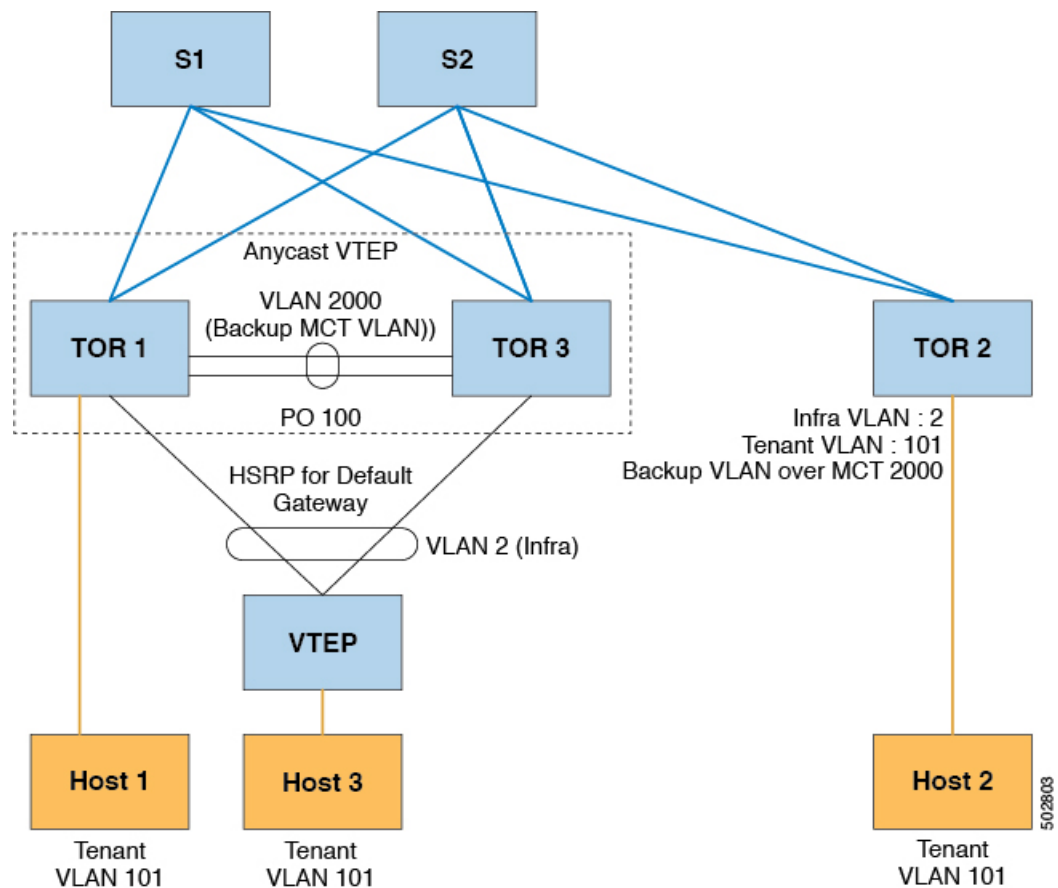 S1
S2
Anycast VTEP
VLAN 2000
(Backup MCT VLAN))
TOR 1
TOR 3
TOR 2
PO 100
Infra VLAN : 2
Tenant VLAN : 101
Backup VLAN over MCT 2000
HSRP for Default
Gateway
VLAN 2 (Infra)
VTEP
Host 1
Host 3
Host 2
Tenant
VLAN 101
Tenant
VLAN 101
Tenant
VLAN 101
502803